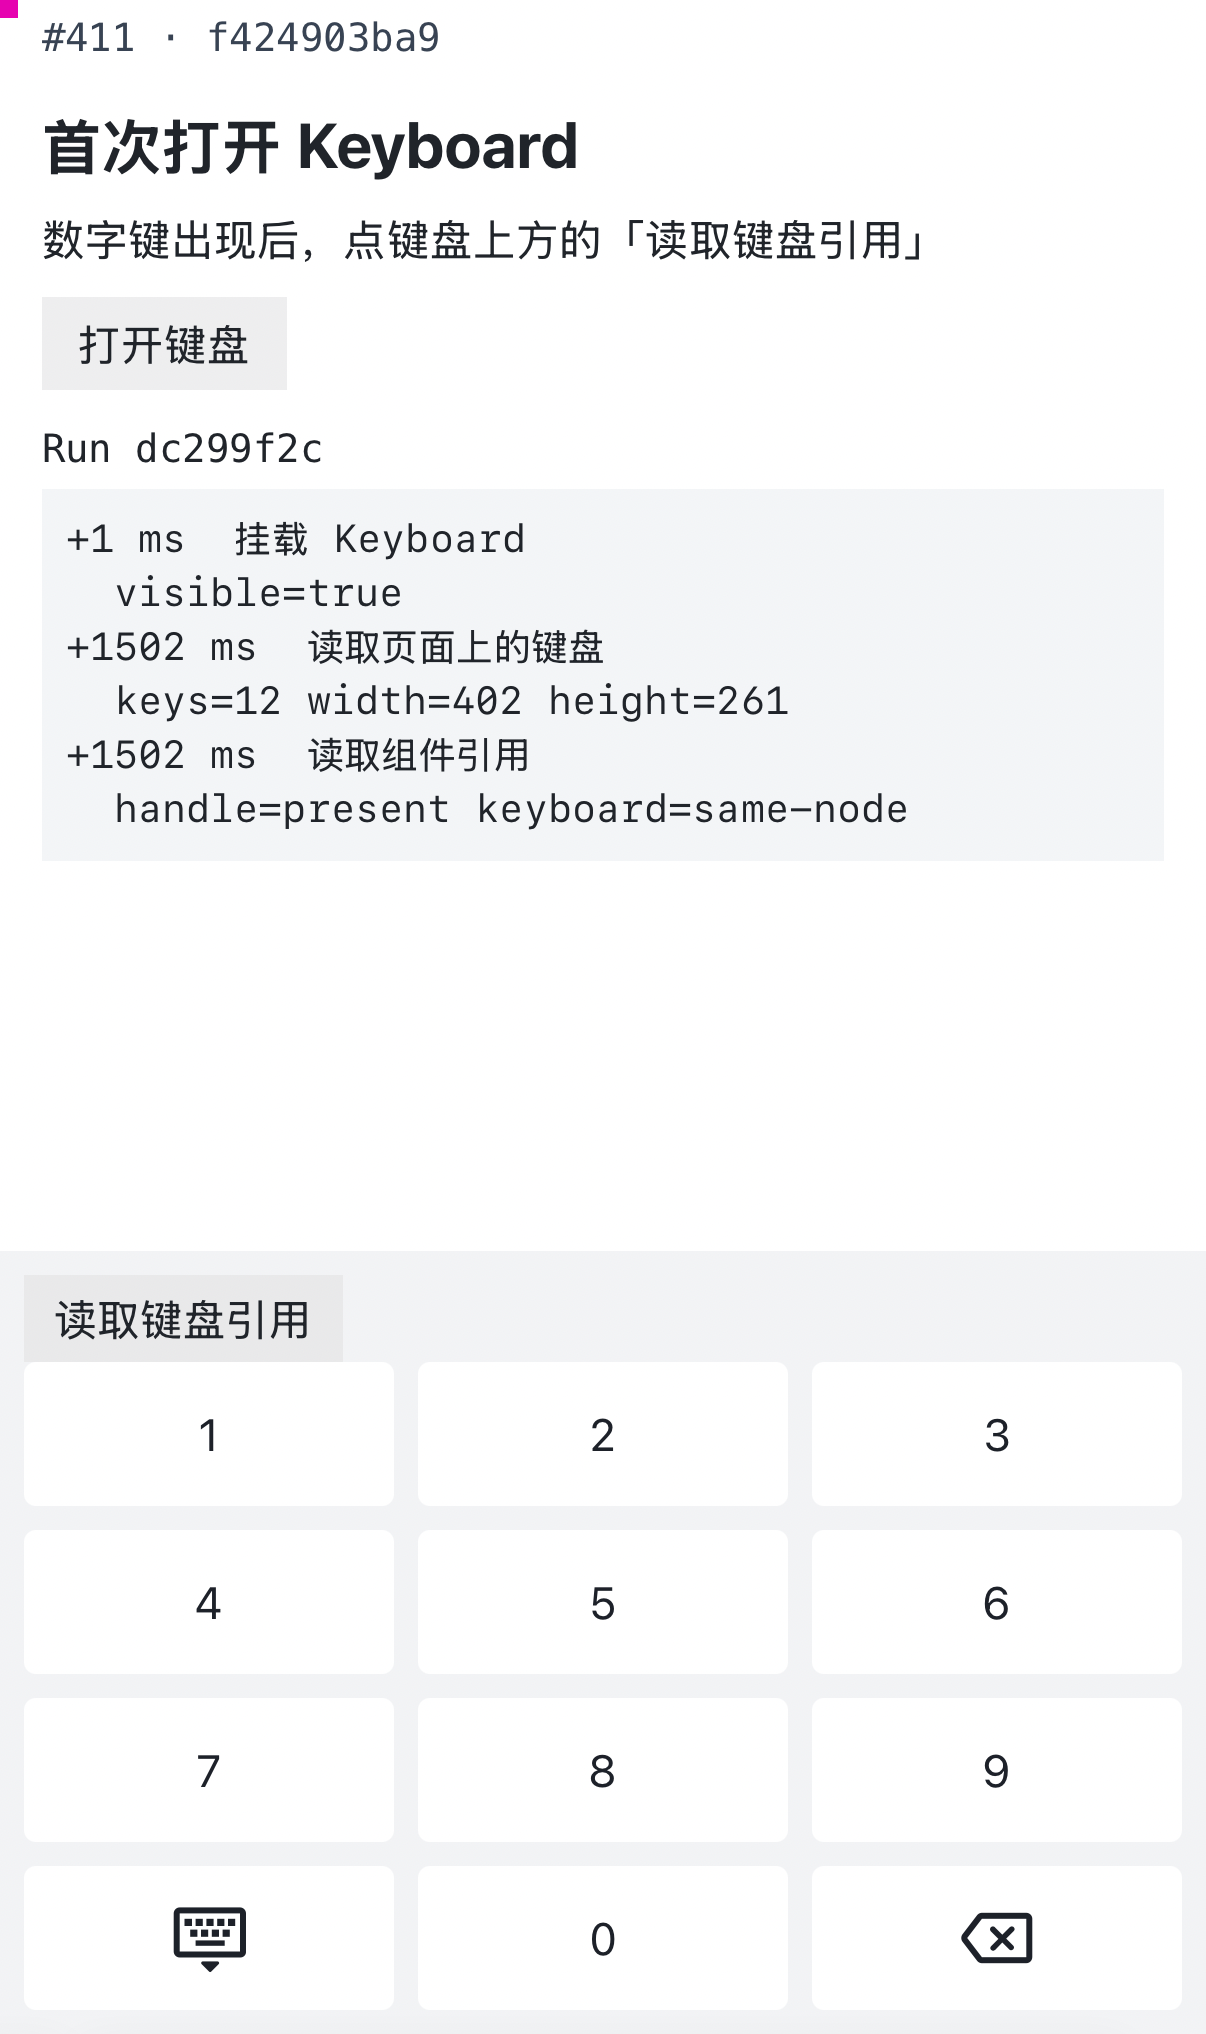 #411 · f424903ba9
首次打开 Keyboard
数字键出现后，点键盘上方的「读取键盘引用」
打开键盘
Run dc299f2c
+1 ms  挂载 Keyboard
  visible=true
+1502 ms  读取页面上的键盘
  keys=12 width=402 height=261
+1502 ms  读取组件引用
  handle=present keyboard=same-node
读取键盘引用
1 2 3
4 5 6
7 8 9
0